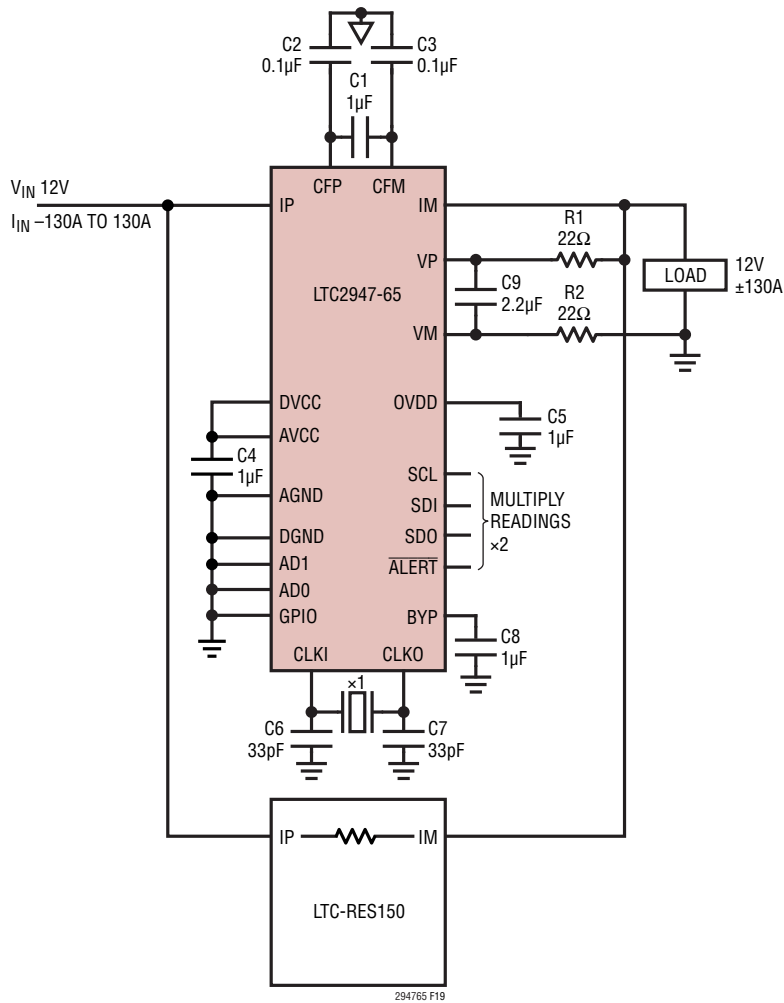 C2
0.1µF
C3
0.1µF
C1
1µF
V_IN 12V
I_IN –130A TO 130A
CFP
CFM
IP
IM
R1
22Ω
VP
C9
2.2µF
LOAD
12V
±130A
LTC2947-65
R2
22Ω
VM
DVCC
OVDD
AVCC
C5
1µF
C4
1µF
SCL
AGND
SDI
MULTIPLY
READINGS
×2
DGND
SDO
AD1
ALERT
AD0
GPIO
BYP
C8
1µF
CLKI
CLKO
×1
C6
33pF
C7
33pF
IP
IM
LTC-RES150
294765 F19